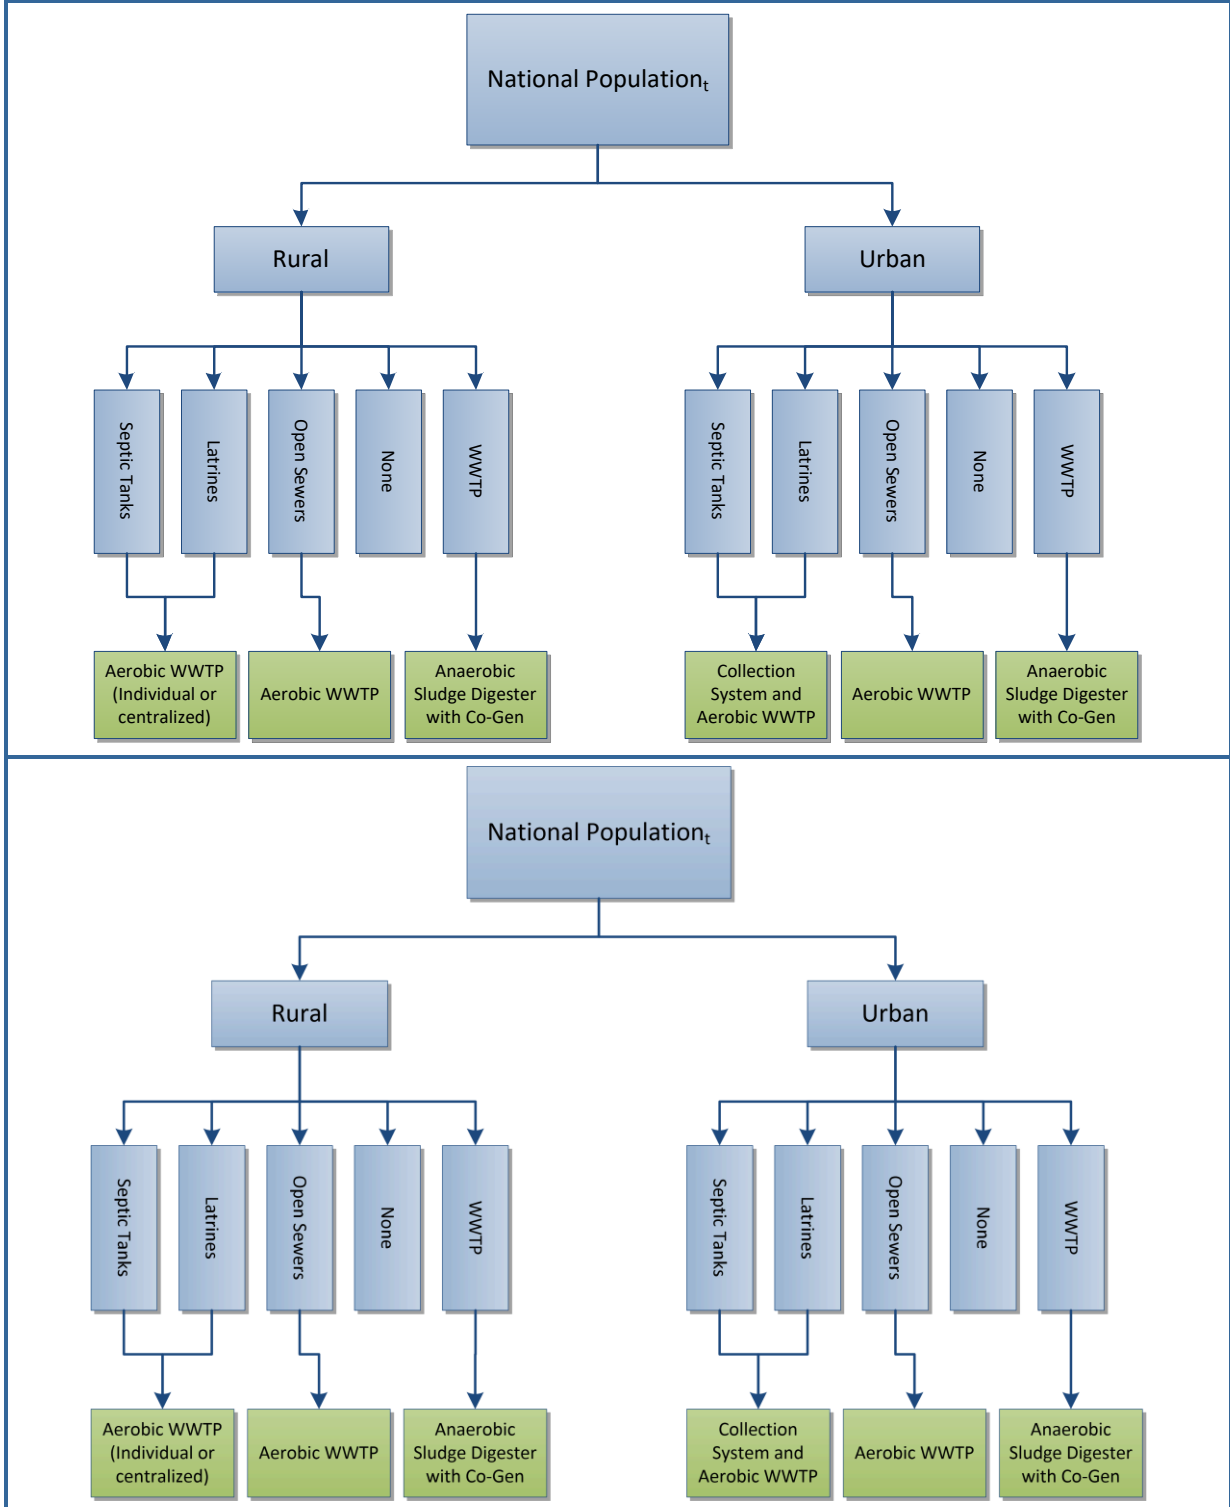 National Populationₜ
Rural
Urban
Septic Tanks
Latrines
Open Sewers
None
WWTP
Septic Tanks
Latrines
Open Sewers
None
WWTP
Aerobic WWTP
(Individual or
centralized)
Aerobic WWTP
Anaerobic
Sludge Digester
with Co-Gen
Collection
System and
Aerobic WWTP
Aerobic WWTP
Anaerobic
Sludge Digester
with Co-Gen
National Populationₜ
Rural
Urban
Septic Tanks
Latrines
Open Sewers
None
WWTP
Septic Tanks
Latrines
Open Sewers
None
WWTP
Aerobic WWTP
(Individual or
centralized)
Aerobic WWTP
Anaerobic
Sludge Digester
with Co-Gen
Collection
System and
Aerobic WWTP
Aerobic WWTP
Anaerobic
Sludge Digester
with Co-Gen